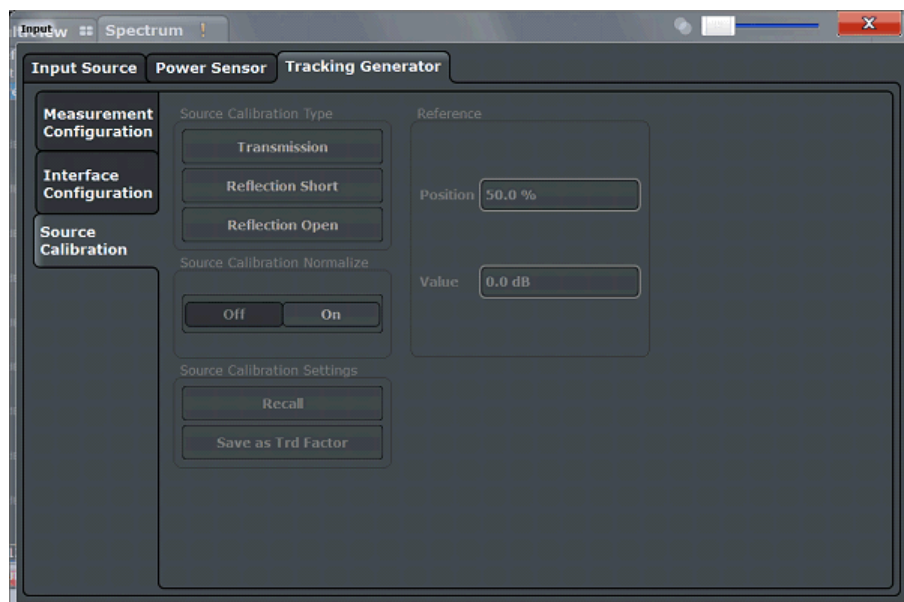 Input
Spectrum !
X
Input Source
Power Sensor
Tracking Generator
Measurement
Configuration
Interface
Configuration
Source
Calibration
Source Calibration Type
Transmission
Reflection Short
Reflection Open
Source Calibration Normalize
Off
On
Source Calibration Settings
Recall
Save as Trd Factor
Reference
Position 50.0 %
Value 0.0 dB